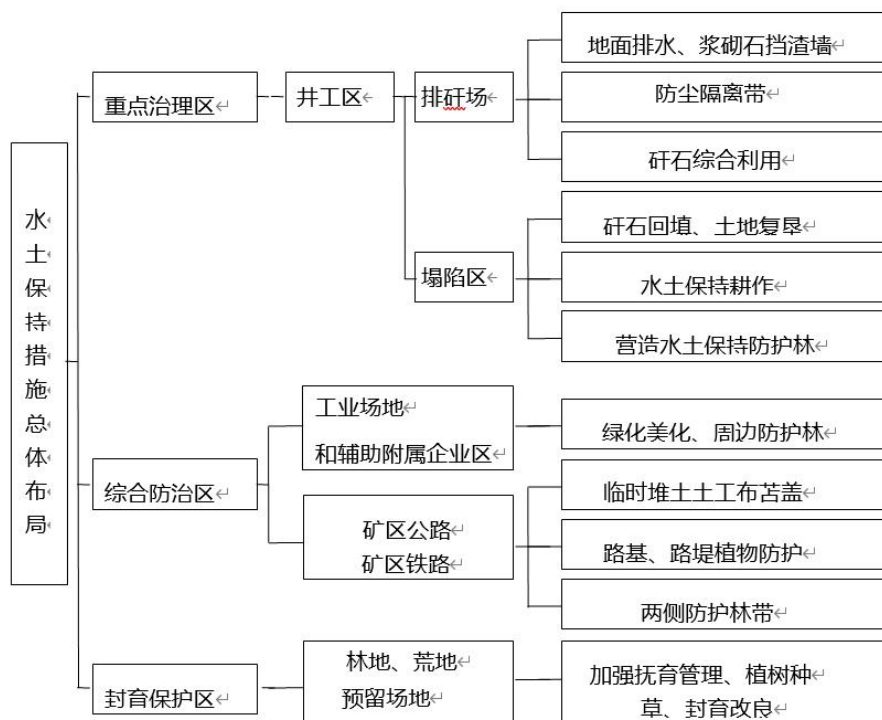 水土保持措施总体布局
重点治理区
井工区
排矸场
地面排水、浆砌石挡渣墙
防尘隔离带
矸石综合利用
塌陷区
矸石回填、土地复垦
水土保持耕作
营造水土保持防护林
综合防治区
工业场地
和辅助附属企业区
绿化美化、周边防护林
矿区公路
矿区铁路
临时堆土土工布苫盖
路基、路堤植物防护
两侧防护林带
封育保护区
林地、荒地
预留场地
加强抚育管理、植树种
草、封育改良